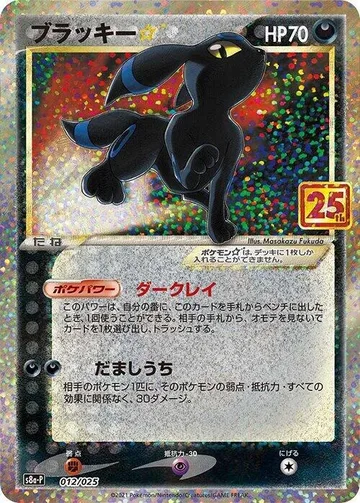 ブラッキー☆ HP70
25th
たね
Illus. Masakazu Fukuda
ポケモン☆は、デッキに1枚しか
入れることができません。
ポケパワー ダークレイ
このパワーは、自分の番に、このカードを手札からベンチに出した
とき、1回使うことができる。相手の手札から、オモテを見ないで
カードを1枚選び出し、トラッシュする。
だましうち
相手のポケモン1匹に、そのポケモンの弱点・抵抗力・すべての
効果に関係なく、30ダメージ。
弱点 抵抗力-30 にげる
s8a-P 012/025
©2021 Pokémon/Nintendo/Creatures/GAME FREAK.